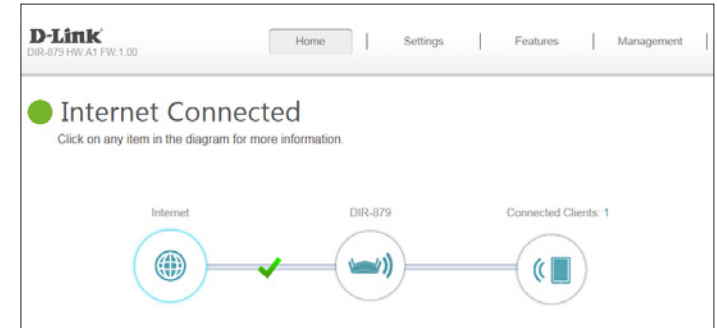 D-Link
DIR-879 HW:A1 FW:1.00
Home | Settings | Features | Management |
Internet Connected
Click on any item in the diagram for more information.
Internet DIR-879 Connected Clients: 1